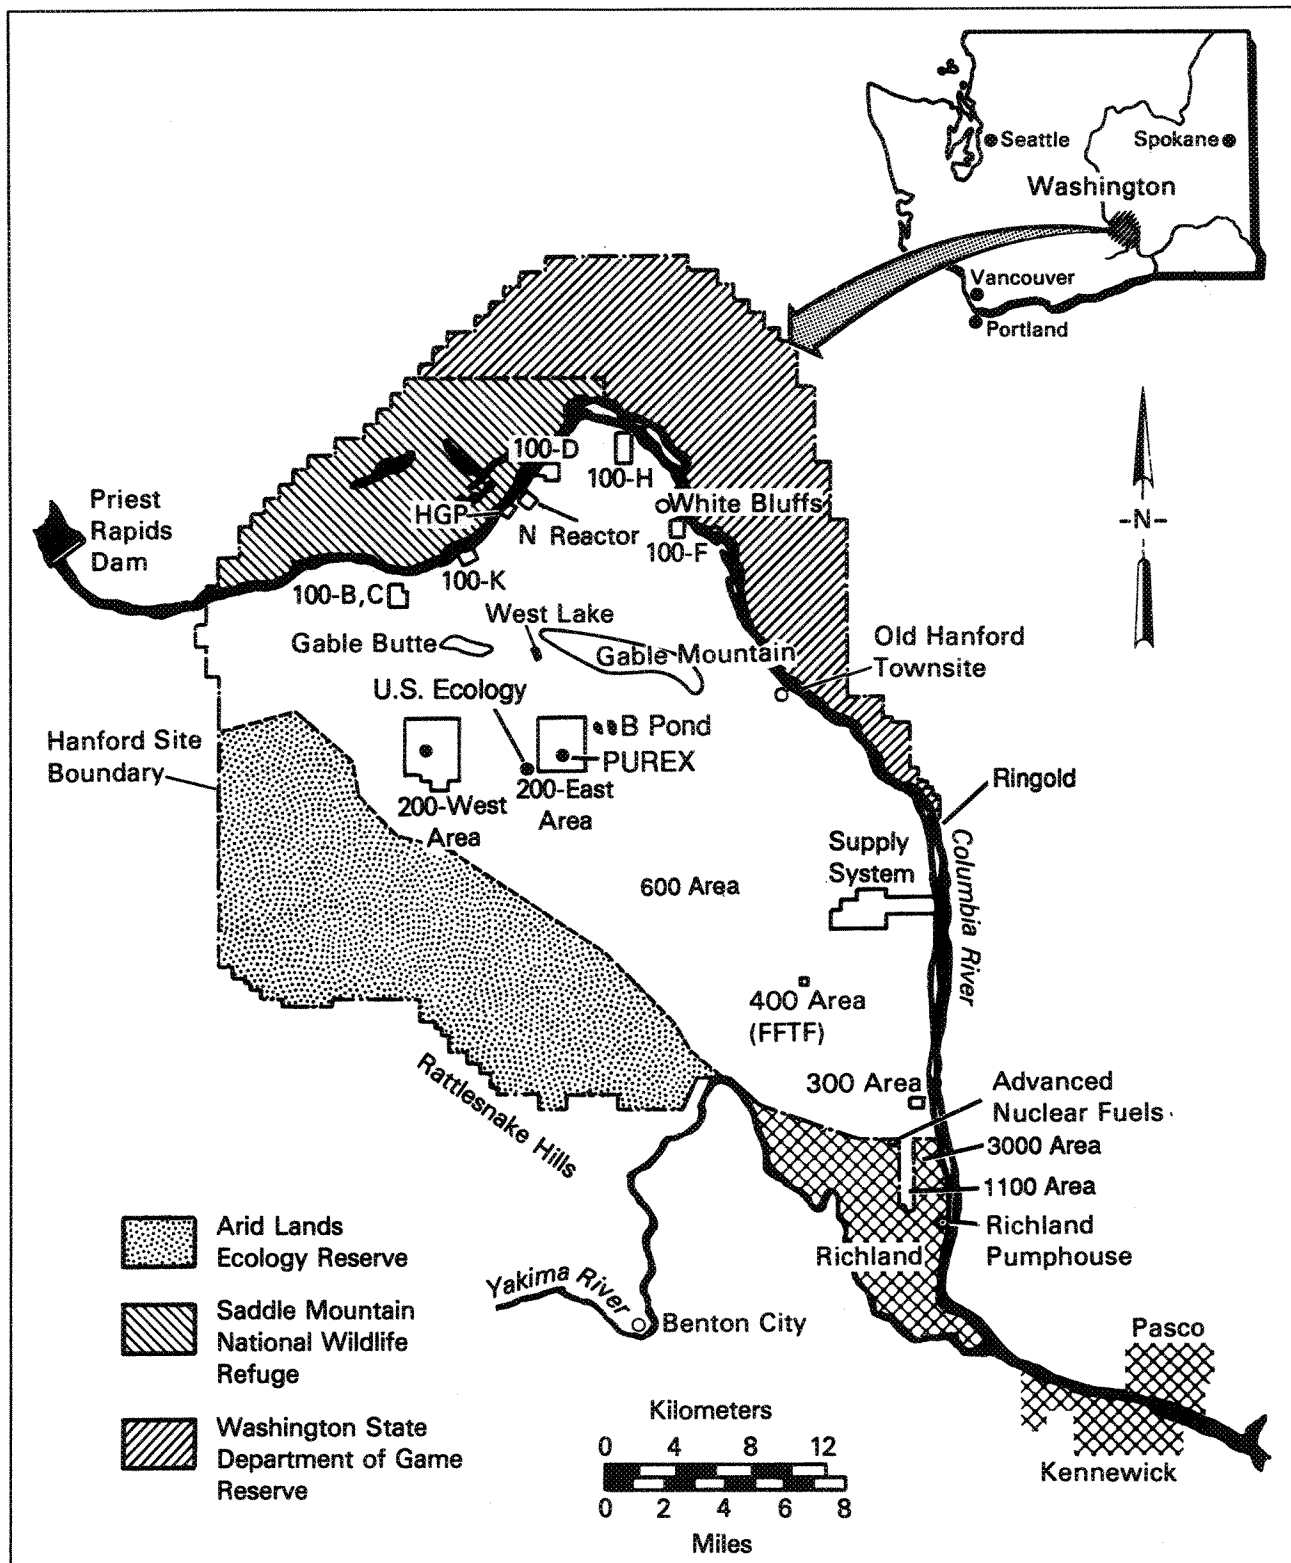 Seattle
Spokane
Washington
Vancouver
Portland
-N-
Priest
Rapids
Dam
100-D
100-H
HGP
N Reactor
White Bluffs
100-F
100-K
100-B,C
West Lake
Gable Butte
Gable Mountain
Old Hanford
Townsite
U.S. Ecology
B Pond
PUREX
Hanford Site
Boundary
200-West
Area
200-East
Area
Ringold
Columbia River
Supply
System
600 Area
400 Area
(FFTF)
300 Area
Advanced
Nuclear Fuels
3000 Area
1100 Area
Richland
Pumphouse
Richland
Rattlesnake Hills
Yakima River
Benton City
Pasco
Kennewick
Arid Lands
Ecology Reserve
Saddle Mountain
National Wildlife
Refuge
Washington State
Department of Game
Reserve
Kilometers
0 4 8 12
0 2 4 6 8
Miles